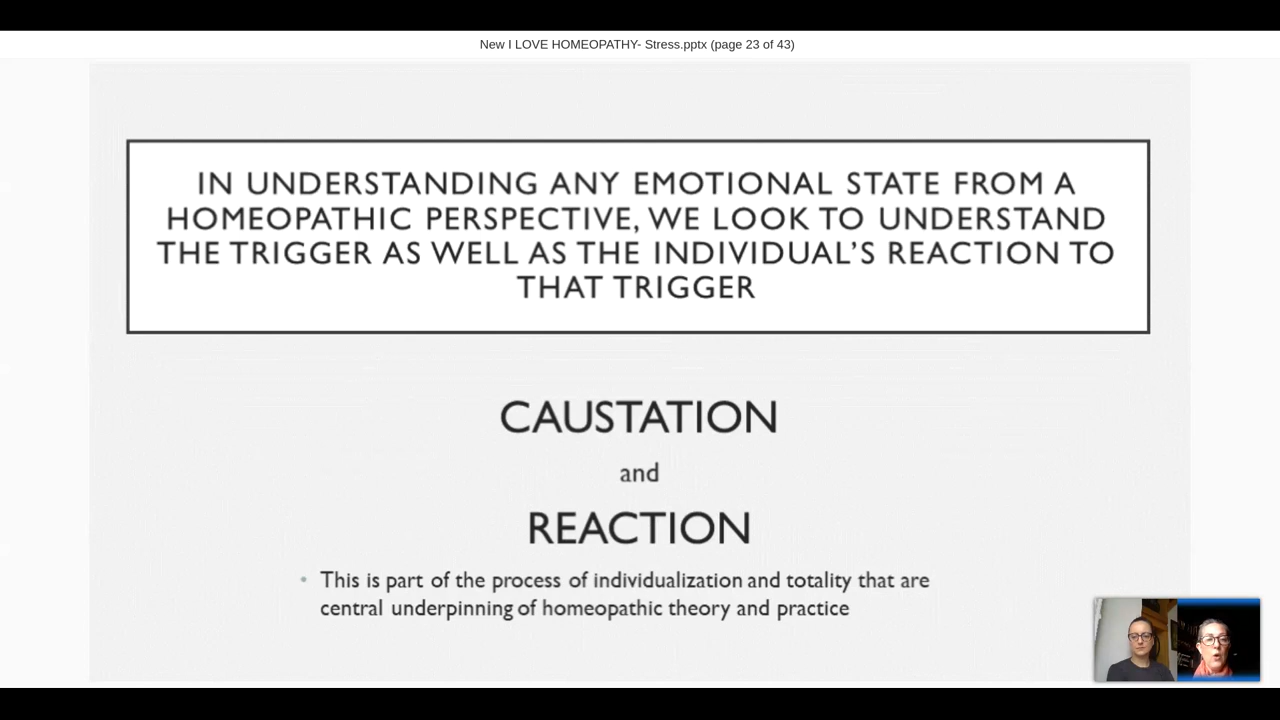 New I LOVE HOMEOPATHY- Stress.pptx (page 23 of 43)
IN UNDERSTANDING ANY EMOTIONAL STATE FROM A
HOMEOPATHIC PERSPECTIVE, WE LOOK TO UNDERSTAND
THE TRIGGER AS WELL AS THE INDIVIDUAL’S REACTION TO
THAT TRIGGER
CAUSTATION
and
REACTION
• This is part of the process of individualization and totality that are
central underpinning of homeopathic theory and practice